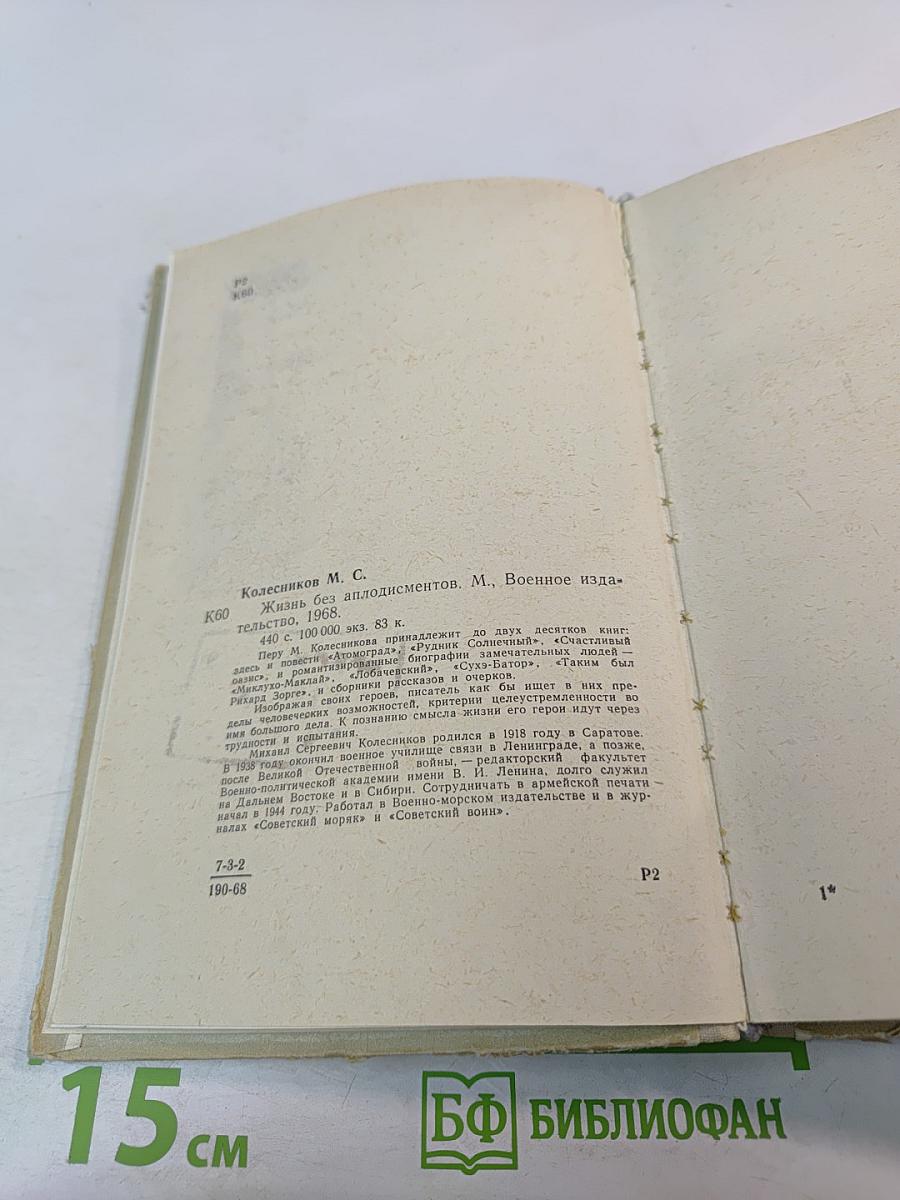 Р2
К60
Колесников М. С.
К60 Жизнь без аплодисментов. М., Военное изда-
тельство, 1968.
440 с. 100 000 экз. 83 к.
Перу М. Колесникова принадлежит до двух десятков книг:
здесь и повести «Атомоград», «Рудник Солнечный», «Счастливый
оазис», и романтизированные биографии замечательных людей —
«Миклухо-Маклай», «Лобачевский», «Сухэ-Батор», «Таким был
Рихард Зорге», и сборники рассказов и очерков.
Изображая своих героев, писатель как бы ищет в них пре-
делы человеческих возможностей, критерии целеустремленности во
имя большого дела. К познанию смысла жизни его герои идут через
трудности и испытания.
Михаил Сергеевич Колесников родился в 1918 году в Саратове.
В 1938 году окончил военное училище связи в Ленинграде, а позже,
после Великой Отечественной войны, — редакторский факультет
Военно-политической академии имени В. И. Ленина, долго служил
на Дальнем Востоке и в Сибири. Сотрудничать в армейской печати —
начал в 1944 году. Работал в Военно-морском издательстве и в жур-
налах «Советский моряк» и «Советский воин».
7-3-2
190-68
Р2
1*
15 см
БФ БИБЛИОФАН